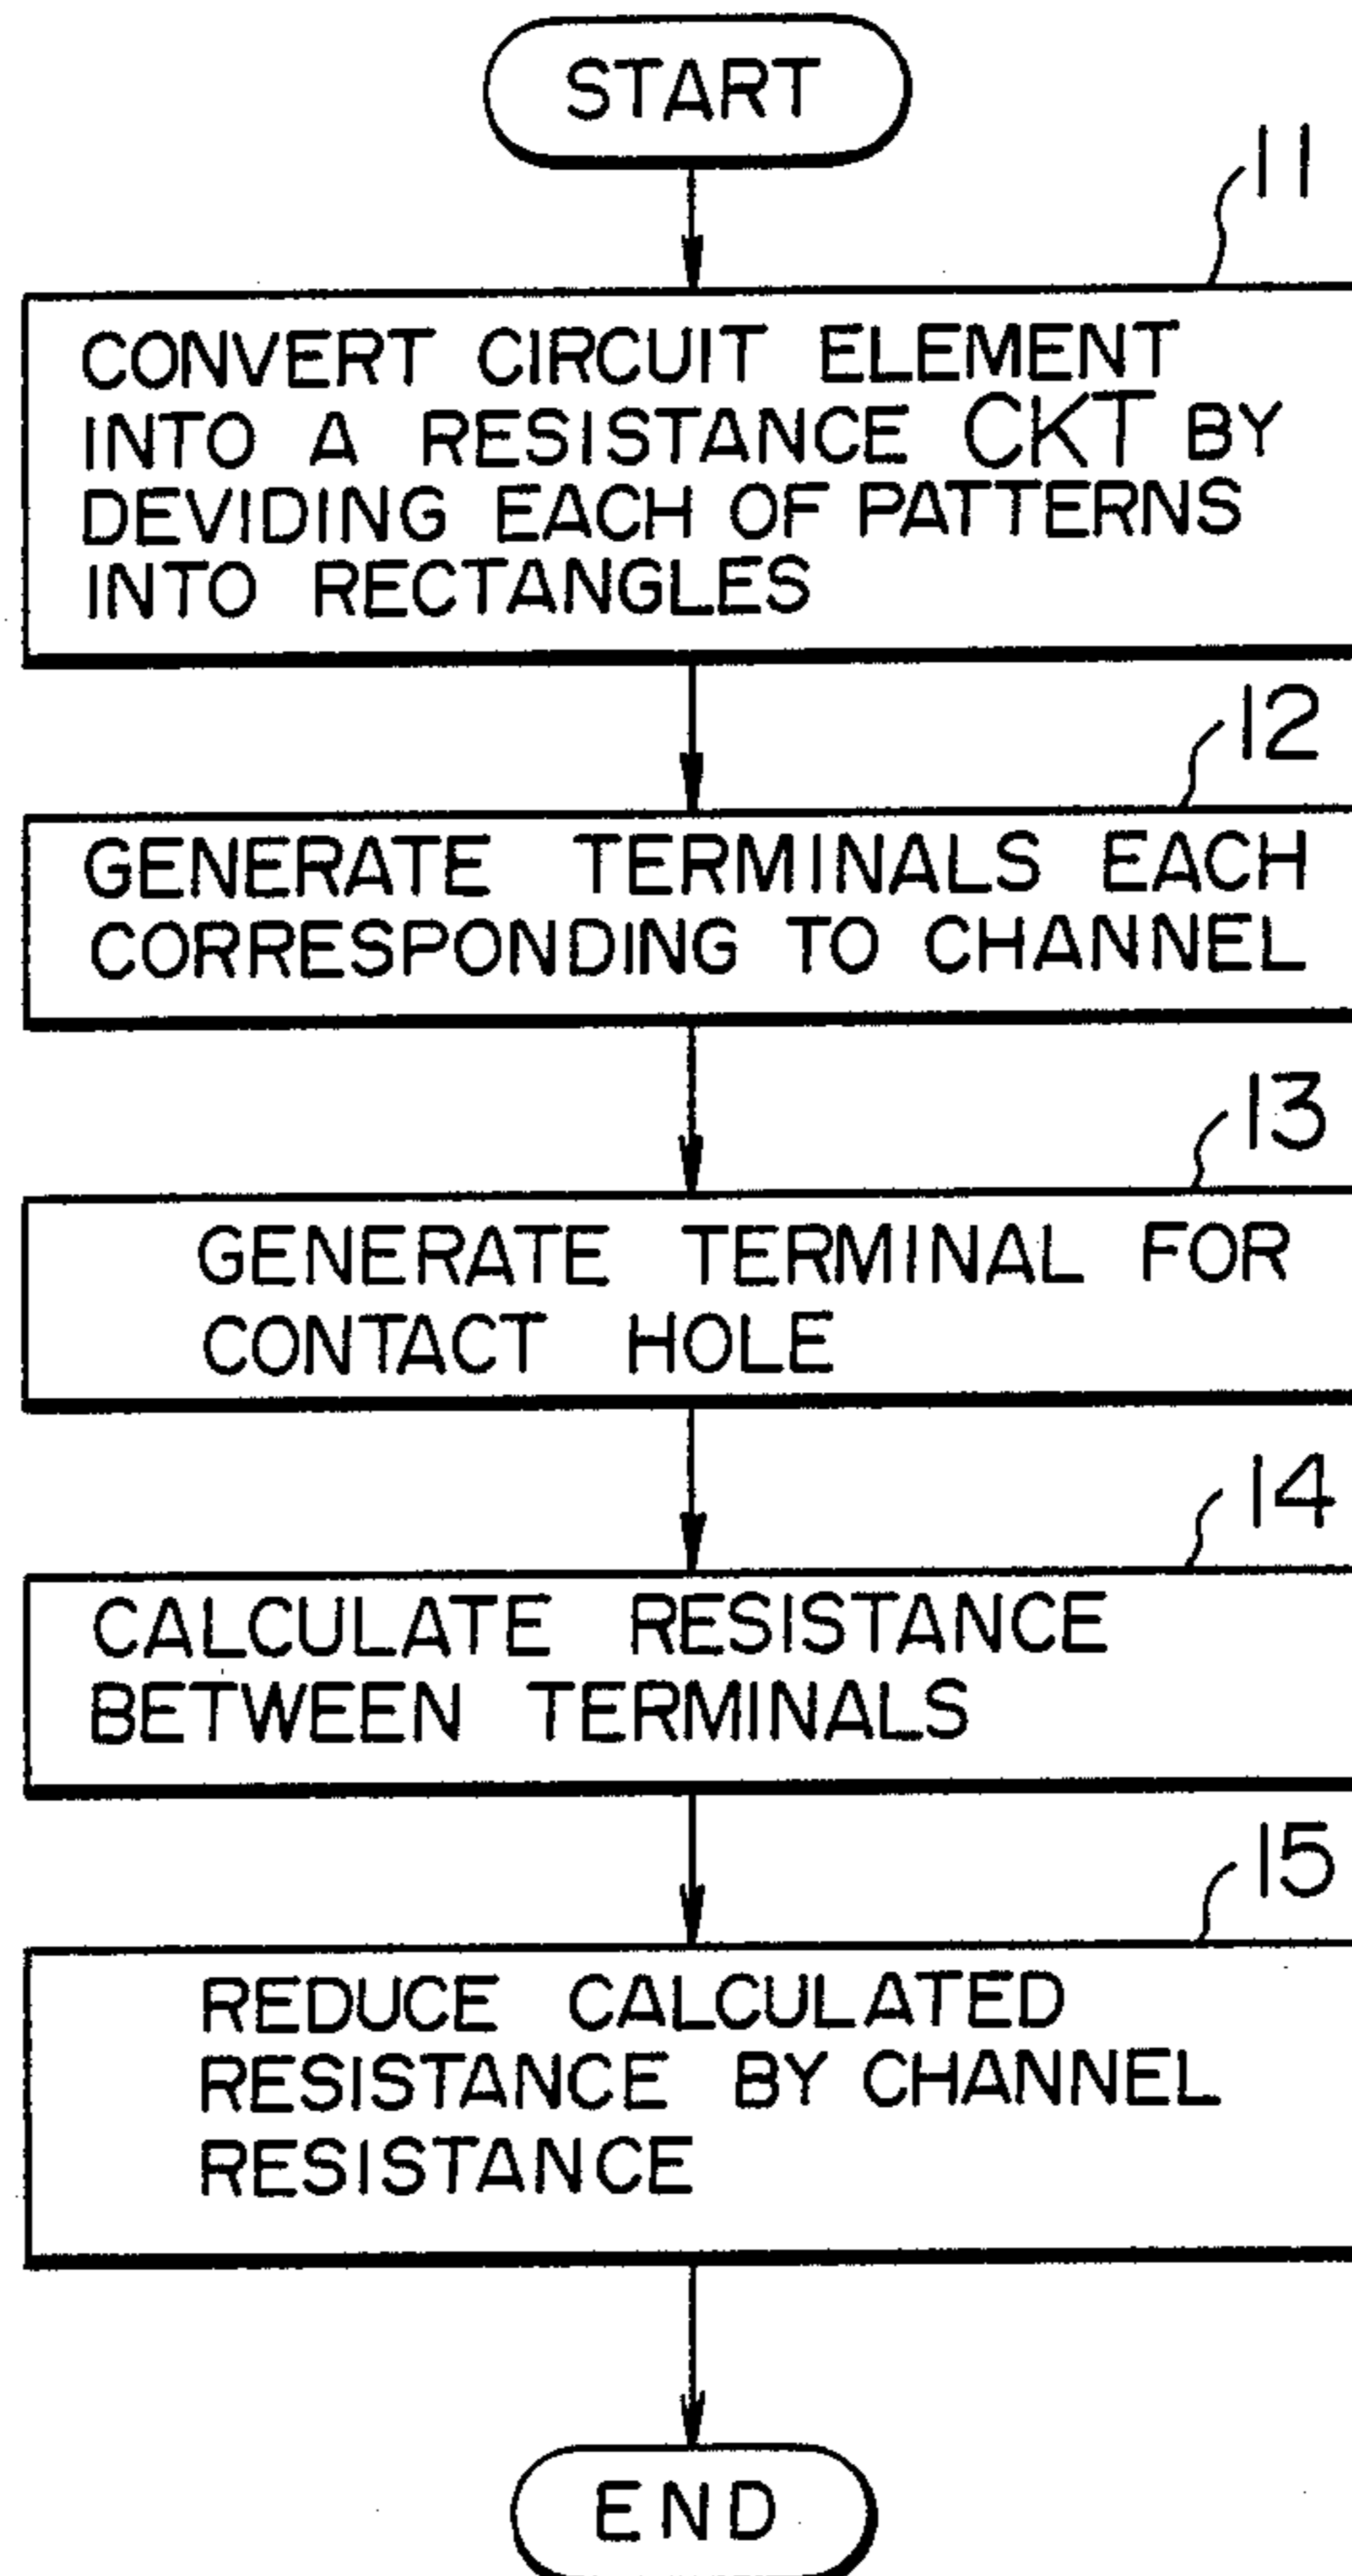 START
11
CONVERT CIRCUIT ELEMENT
INTO A RESISTANCE CKT BY
DEVIDING EACH OF PATTERNS
INTO RECTANGLES
12
GENERATE TERMINALS EACH
CORRESPONDING TO CHANNEL
13
GENERATE TERMINAL FOR
CONTACT HOLE
14
CALCULATE RESISTANCE
BETWEEN TERMINALS
15
REDUCE CALCULATED
RESISTANCE BY CHANNEL
RESISTANCE
END